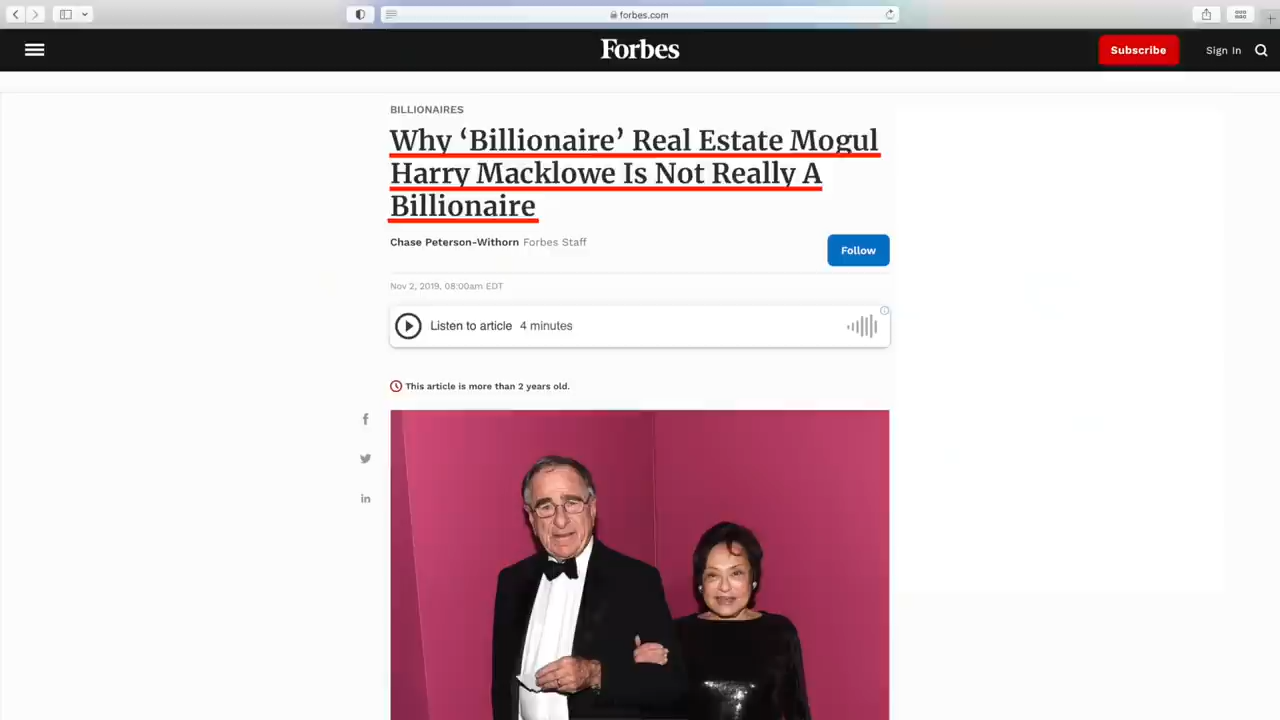 forbes.com
Forbes
Subscribe
Sign In
BILLIONAIRES
Why ‘Billionaire’ Real Estate Mogul
Harry Macklowe Is Not Really A
Billionaire
Chase Peterson-Withorn Forbes Staff
Follow
Nov 2, 2019, 08:00am EDT
Listen to article 4 minutes
This article is more than 2 years old.
f
in